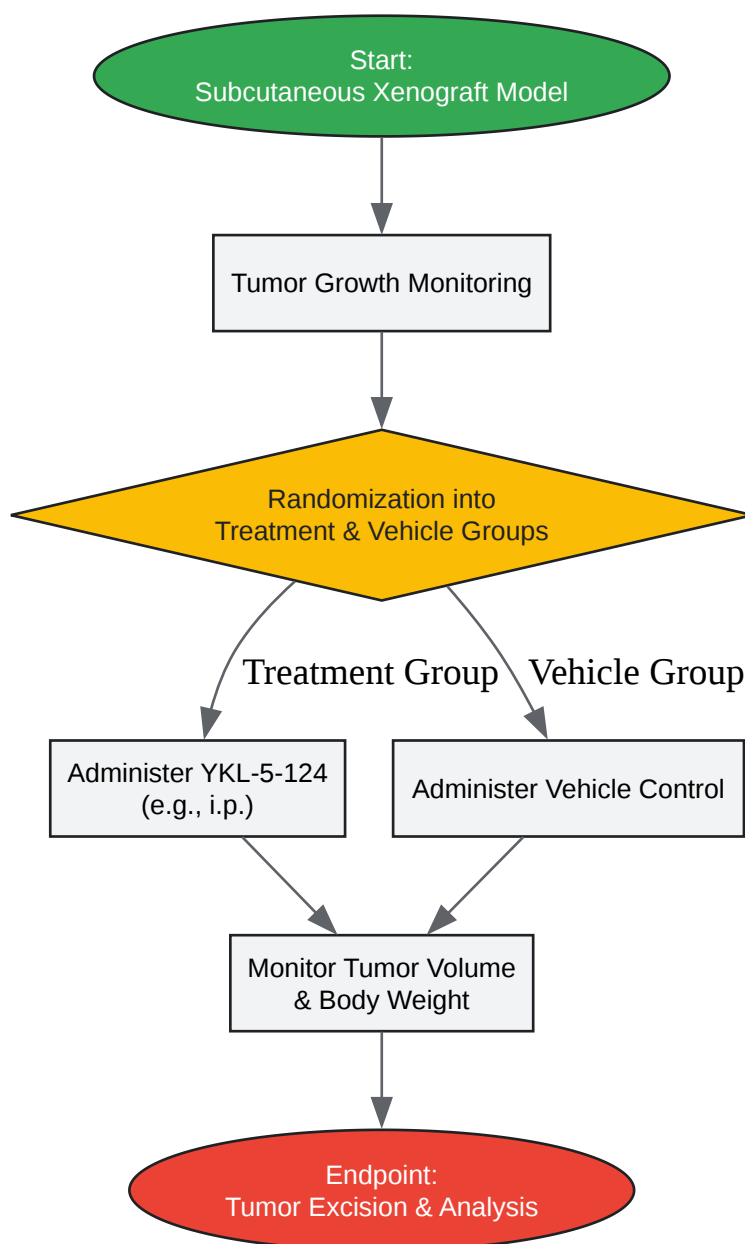 Start:
Subcutaneous Xenograft Model
Tumor Growth Monitoring
Randomization into
Treatment & Vehicle Groups
Treatment Group
Vehicle Group
Administer YKL-5-124
(e.g., i.p.)
Administer Vehicle Control
Monitor Tumor Volume
& Body Weight
Endpoint:
Tumor Excision & Analysis